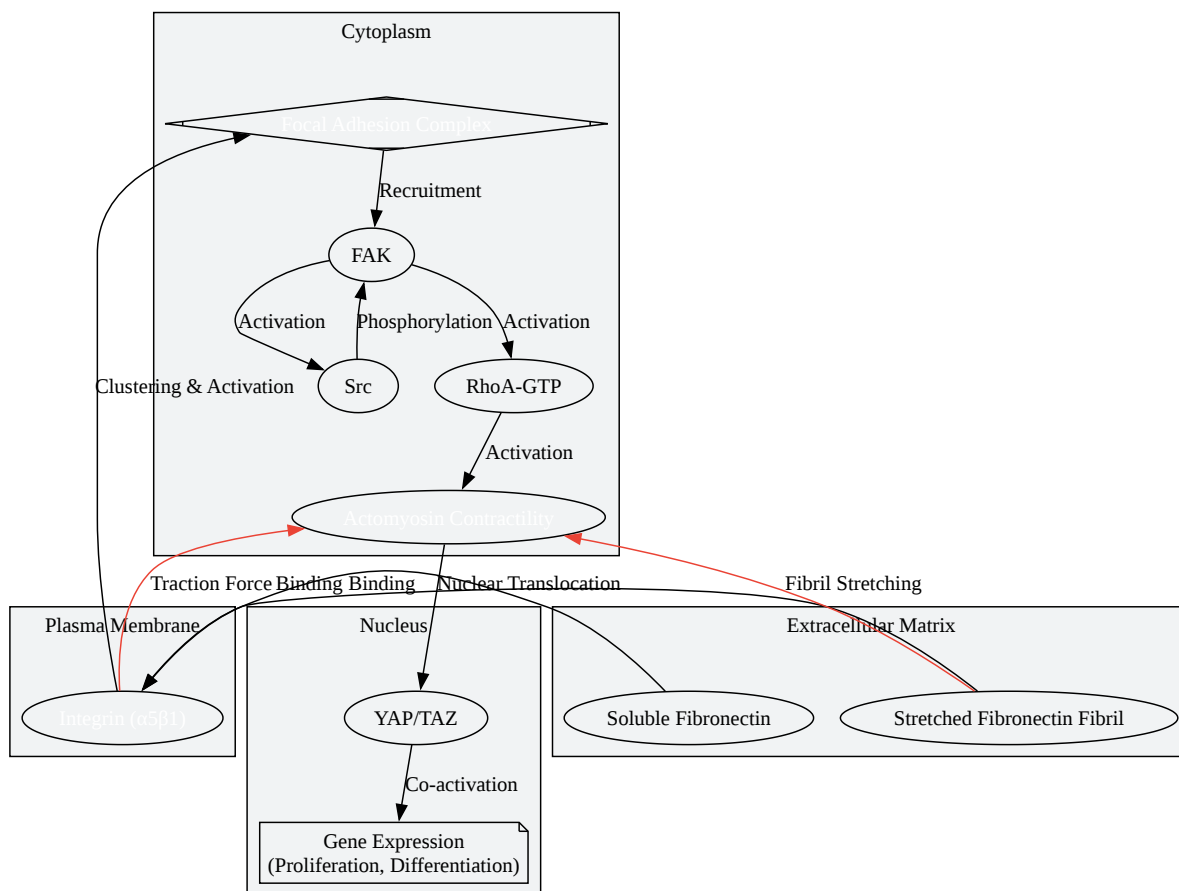 Cytoplasm
Focal Adhesion Complex
Recruitment
FAK
Activation
Phosphorylation
Activation
Clustering & Activation
Src
RhoA-GTP
Activation
Actomyosin Contractility
Traction Force
Binding
Binding
Nuclear Translocation
Fibril Stretching
Plasma Membrane
Nucleus
Extracellular Matrix
Integrin (α5β1)
YAP/TAZ
Soluble Fibronectin
Stretched Fibronectin Fibril
Co-activation
Gene Expression
(Proliferation, Differentiation)